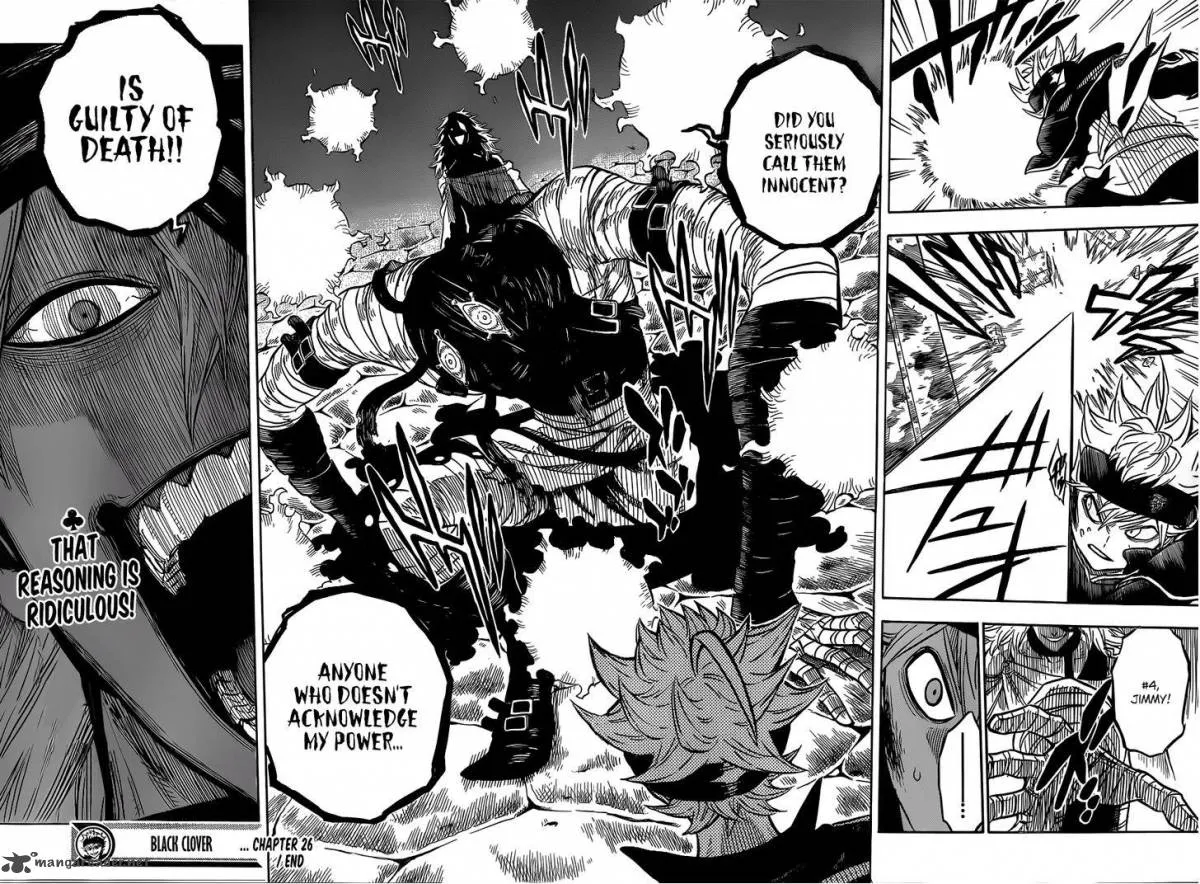 #4,
JIMMY!
DID YOU
SERIOUSLY
CALL THEM
INNOCENT?
ANYONE
WHO DOESN'T
ACKNOWLEDGE
MY POWER...
IS
GUILTY OF
DEATH!!
♣
THAT
REASONING IS
RIDICULOUS!
BLACK CLOVER ... CHAPTER 26
/ END